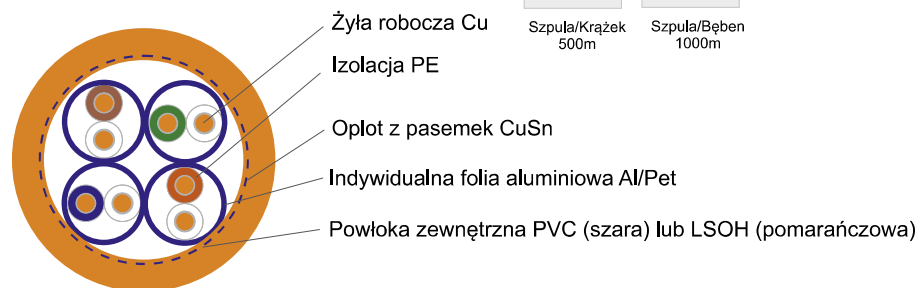 Żyła robocza Cu
Szpula/Krążek
500m
Szpula/Bęben
1000m
Izolacja PE
Oplot z pasemek CuSn
Indywidualna folia aluminiowa Al/Pet
Powłoka zewnętrzna PVC (szara) lub LSOH (pomarańczowa)